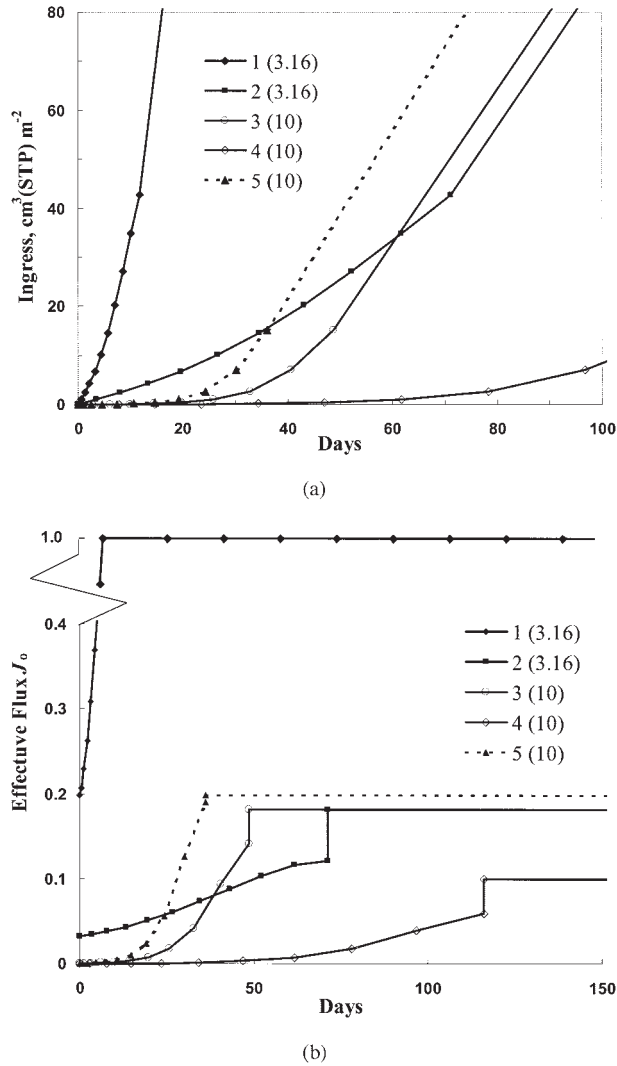 80
60
40
20
0
Ingress, cm³(STP) m⁻²
1 (3.16)
2 (3.16)
3 (10)
4 (10)
5 (10)
0 20 40 60 80 100
Days
(a)
1.0
0.4
0.3
0.2
0.1
0
Effectuve Flux Jₒ
1 (3.16)
2 (3.16)
3 (10)
4 (10)
5 (10)
0 50 100 150
Days
(b)